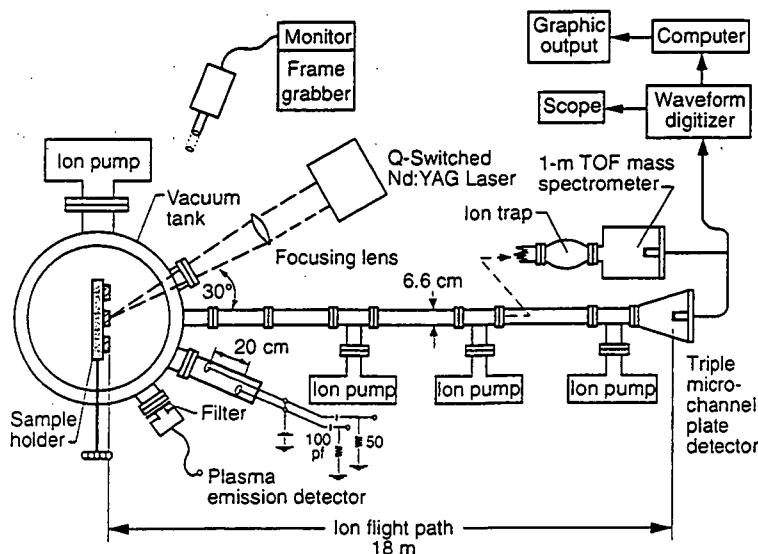 Monitor
Frame
grabber
Graphic
output
Computer
Scope
Waveform
digitizer
Ion pump
Vacuum
tank
Q-Switched
Nd:YAG Laser
Focusing lens
1-m TOF mass
spectrometer
Ion trap
30°
6.6 cm
20 cm
Ion pump
Ion pump
Ion pump
Triple
micro-
channel
plate
detector
Sample
holder
Filter
100
pf
50
Plasma
emission detector
Ion flight path
18 m